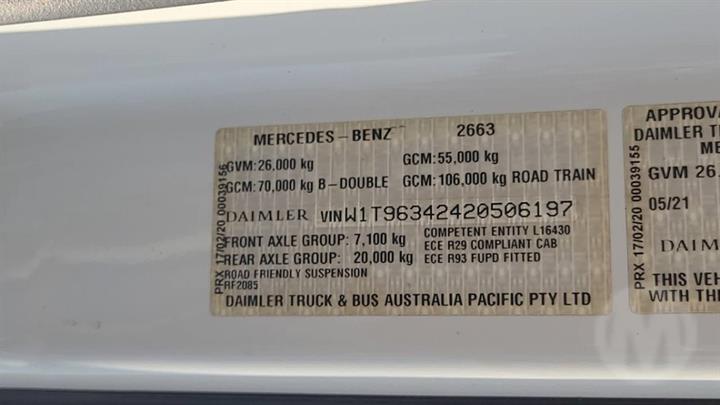 MERCEDES-BENZ 2663
GVM:26,000 kg GCM:55,000 kg
GCM:70,000 kg B-DOUBLE GCM:106,000 kg ROAD TRAIN
DAIMLER VIN W1T96342420506197
FRONT AXLE GROUP: 7,100 kg COMPETENT ENTITY L16430
REAR AXLE GROUP: 20,000 kg ECE R29 COMPLIANT CAB
ROAD FRIENDLY SUSPENSION ECE R93 FUPD FITTED
RF2085
DAIMLER TRUCK & BUS AUSTRALIA PACIFIC PTY LTD
PRX 17/02/20 00039156
PRX 17/02/20 00039155
APPROVA
DAIMLER T
ME
GVM 26,
05/21
DAIM
THIS VEH
WITH THE
M